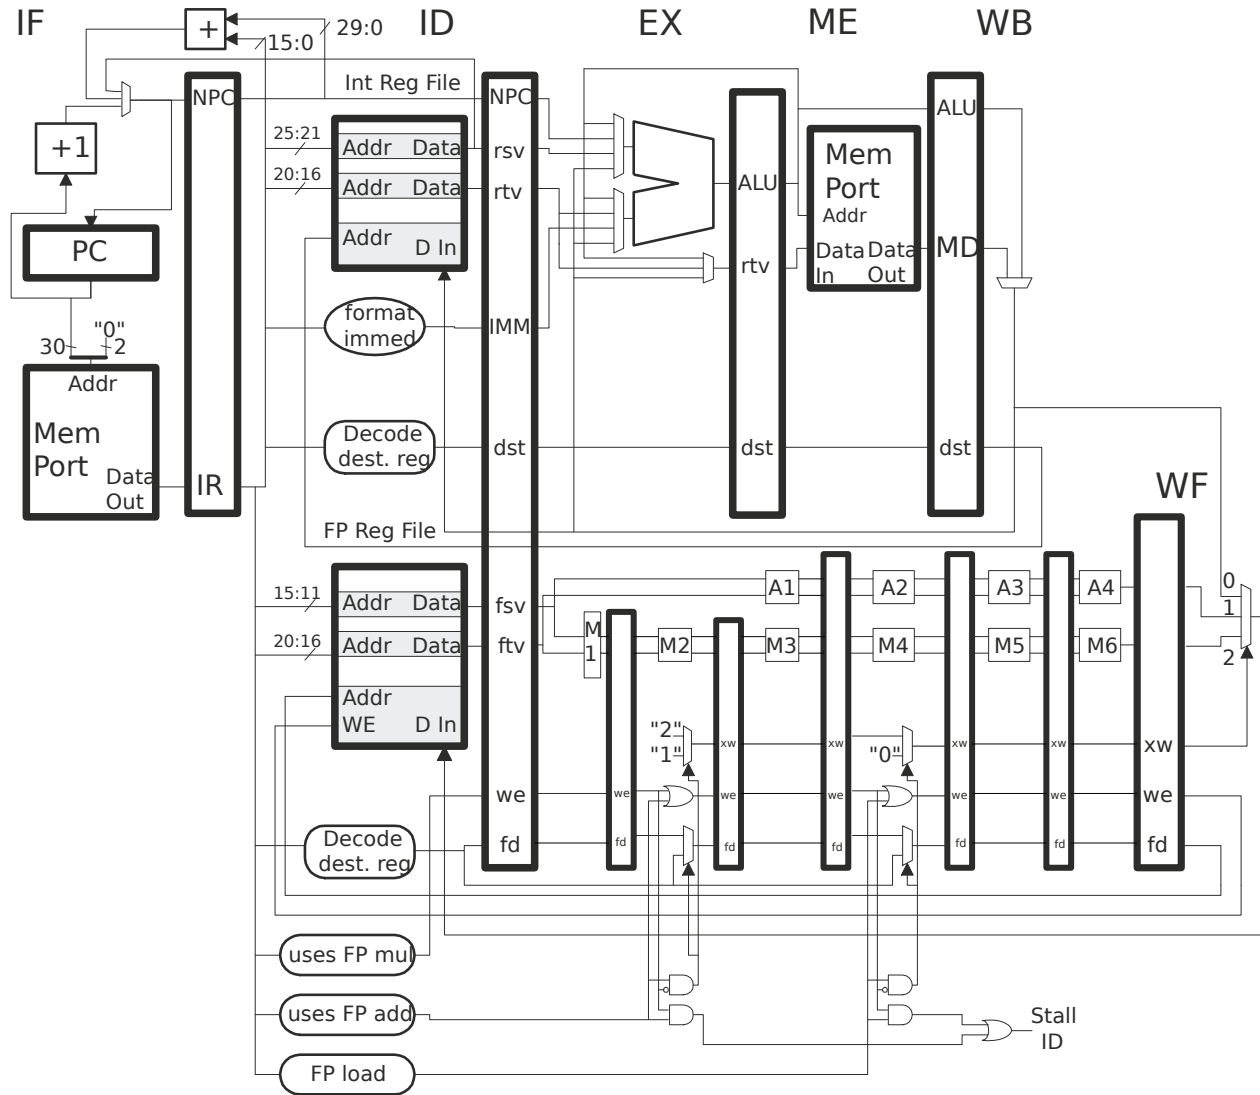 IF
ID
EX
ME
WB
+
29:0
15:0
Int Reg File
NPC
NPC
ALU
+1
25:21
Addr
Data
rsv
Mem
Port
20:16
Addr
Data
rtv
ALU
Addr
PC
Addr
D In
Data
In
Data
Out
MD
rtv
format
immed
IMM
"0"
30
2
Addr
Mem
Port
Data
Out
IR
Decode
dest. reg
dst
dst
dst
WF
FP Reg File
15:11
Addr
Data
fsv
A1
A2
A3
A4
0
1
20:16
Addr
Data
ftv
M
1
M2
M3
M4
M5
M6
2
Addr
WE
D In
"2"
"1"
xw
xw
"0"
xw
xw
xw
we
we
we
we
we
we
we
Decode
dest. reg
fd
fd
fd
fd
fd
fd
fd
uses FP mul
uses FP add
Stall
ID
FP load